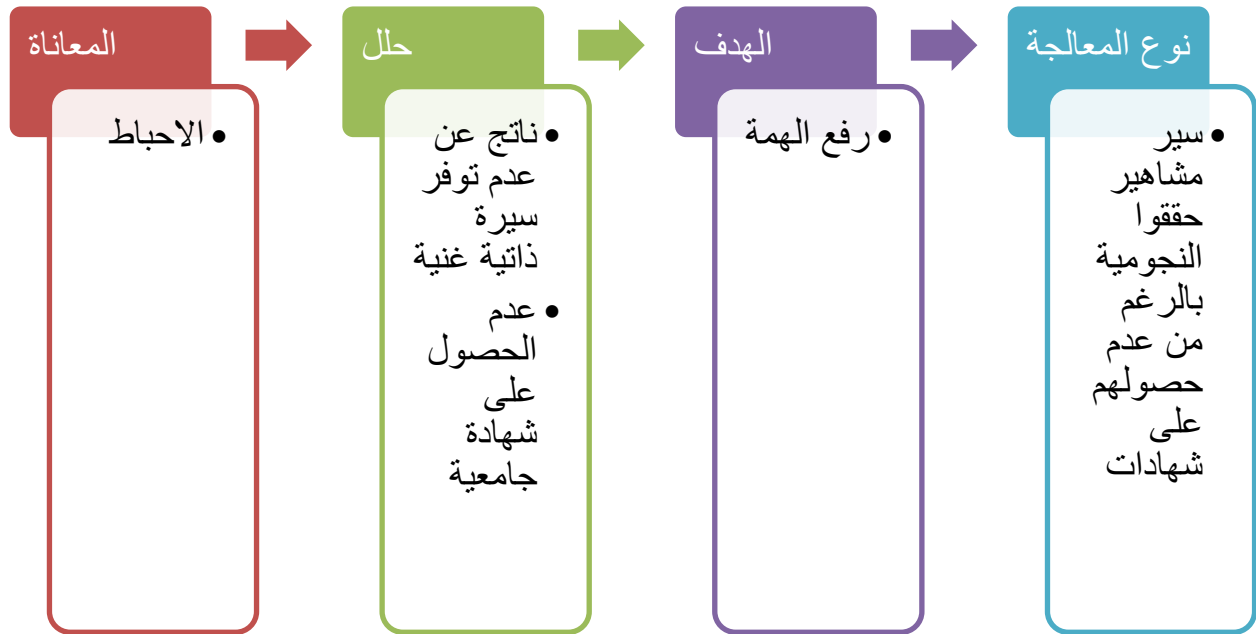 المعاناة
• الاحباط
حلل
• ناتج عن
عدم توفر
سيرة
ذاتية غنية
• عدم
الحصول
على
شهادة
جامعية
الهدف
• رفع الهمة
نوع المعالجة
• سير
مشاهير
حققوا
النجومية
بالرغم
من عدم
حصولهم
على
شهادات